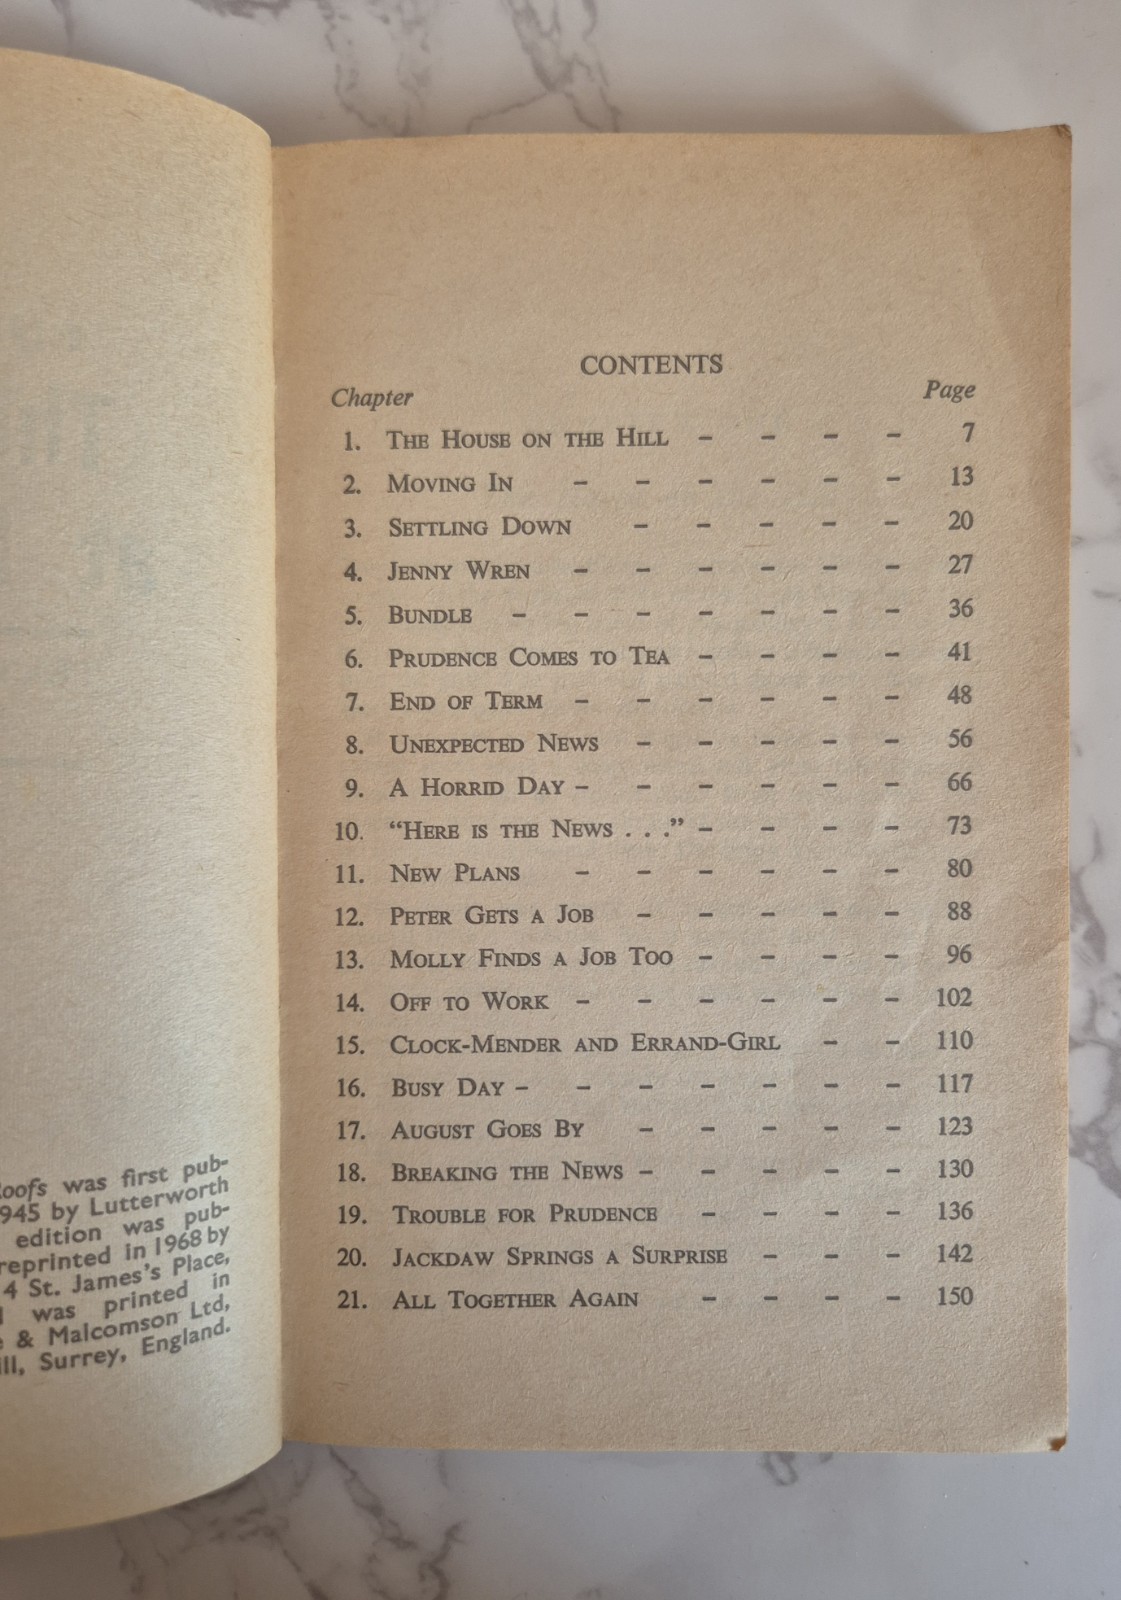 oofs was first pub-
945 by Lutterworth
edition was pub-
reprinted in 1968 by
4 St. James's Place,
was printed in
& Malcomson Ltd,
ill, Surrey, England.
CONTENTS
Chapter Page
1. THE HOUSE ON THE HILL - - - - 7
2. MOVING IN - - - - - - 13
3. SETTLING DOWN - - - - - 20
4. JENNY WREN - - - - - - 27
5. BUNDLE - - - - - - - 36
6. PRUDENCE COMES TO TEA - - - - 41
7. END OF TERM - - - - - - 48
8. UNEXPECTED NEWS - - - - - 56
9. A HORRID DAY - - - - - - 66
10. “HERE IS THE NEWS . . .” - - - - 73
11. NEW PLANS - - - - - - 80
12. PETER GETS A JOB - - - - - 88
13. MOLLY FINDS A JOB TOO - - - - 96
14. OFF TO WORK - - - - - - 102
15. CLOCK-MENDER AND ERRAND-GIRL - - 110
16. BUSY DAY - - - - - - - 117
17. AUGUST GOES BY - - - - - 123
18. BREAKING THE NEWS - - - - - 130
19. TROUBLE FOR PRUDENCE - - - - 136
20. JACKDAW SPRINGS A SURPRISE - - - 142
21. ALL TOGETHER AGAIN - - - - 150